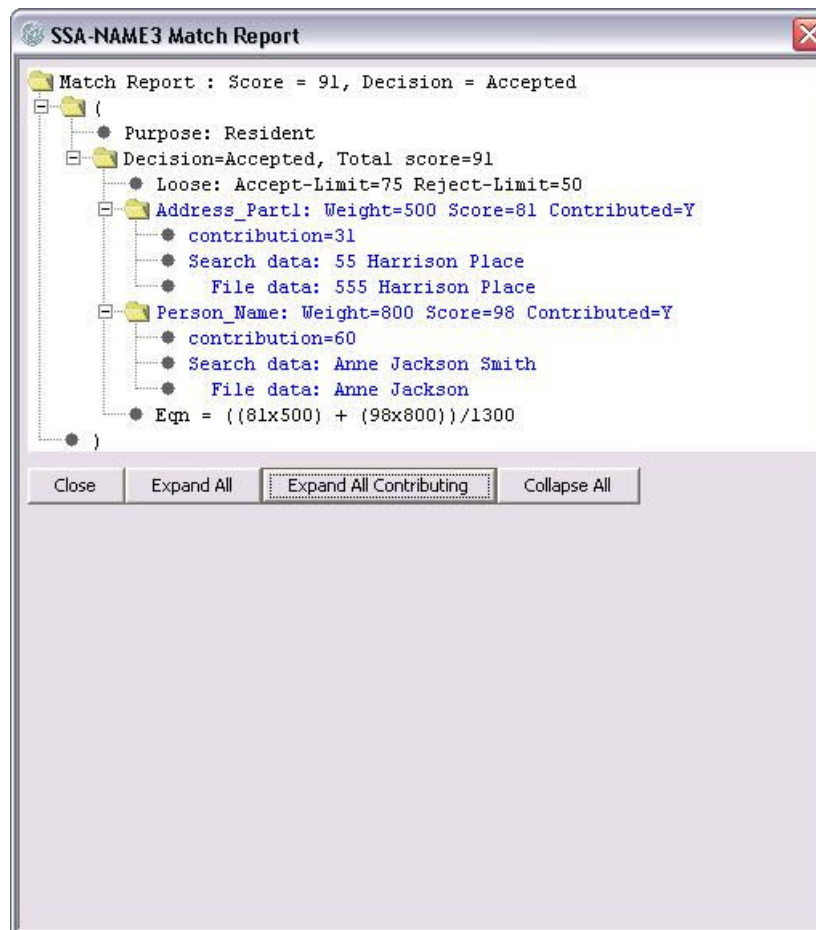 SSA-NAME3 Match Report
Match Report : Score = 91, Decision = Accepted
(
Purpose: Resident
Decision=Accepted, Total score=91
Loose: Accept-Limit=75 Reject-Limit=50
Address_Part1: Weight=500 Score=81 Contributed=Y
contribution=31
Search data: 55 Harrison Place
File data: 555 Harrison Place
Person_Name: Weight=800 Score=98 Contributed=Y
contribution=60
Search data: Anne Jackson Smith
File data: Anne Jackson
Eqn = ((81x500) + (98x800))/1300
)
Close Expand All Expand All Contributing Collapse All